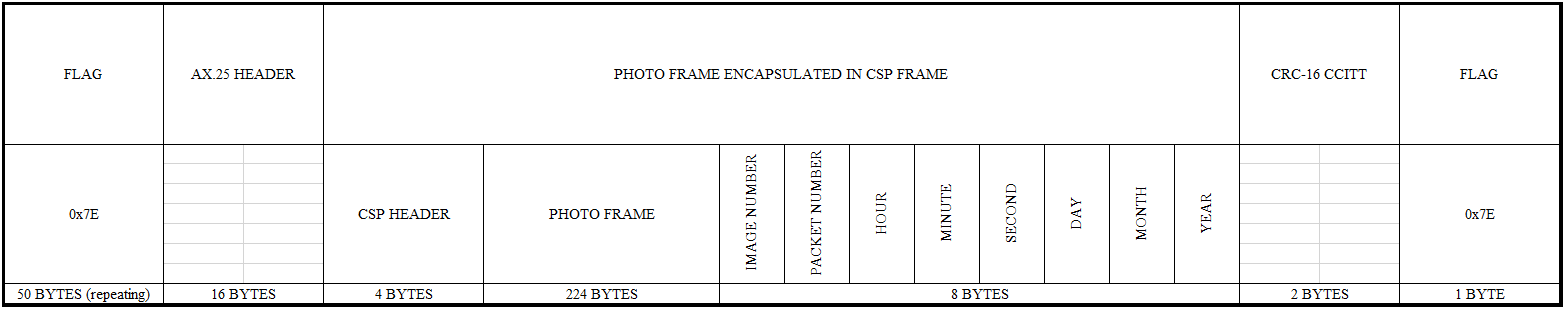 FLAG
AX.25 HEADER
PHOTO FRAME ENCAPSULATED IN CSP FRAME
CRC-16 CCITT
FLAG
0x7E
CSP HEADER
PHOTO FRAME
IMAGE NUMBER
PACKET NUMBER
HOUR
MINUTE
SECOND
DAY
MONTH
YEAR
0x7E
50 BYTES (repeating)
16 BYTES
4 BYTES
224 BYTES
8 BYTES
2 BYTES
1 BYTE